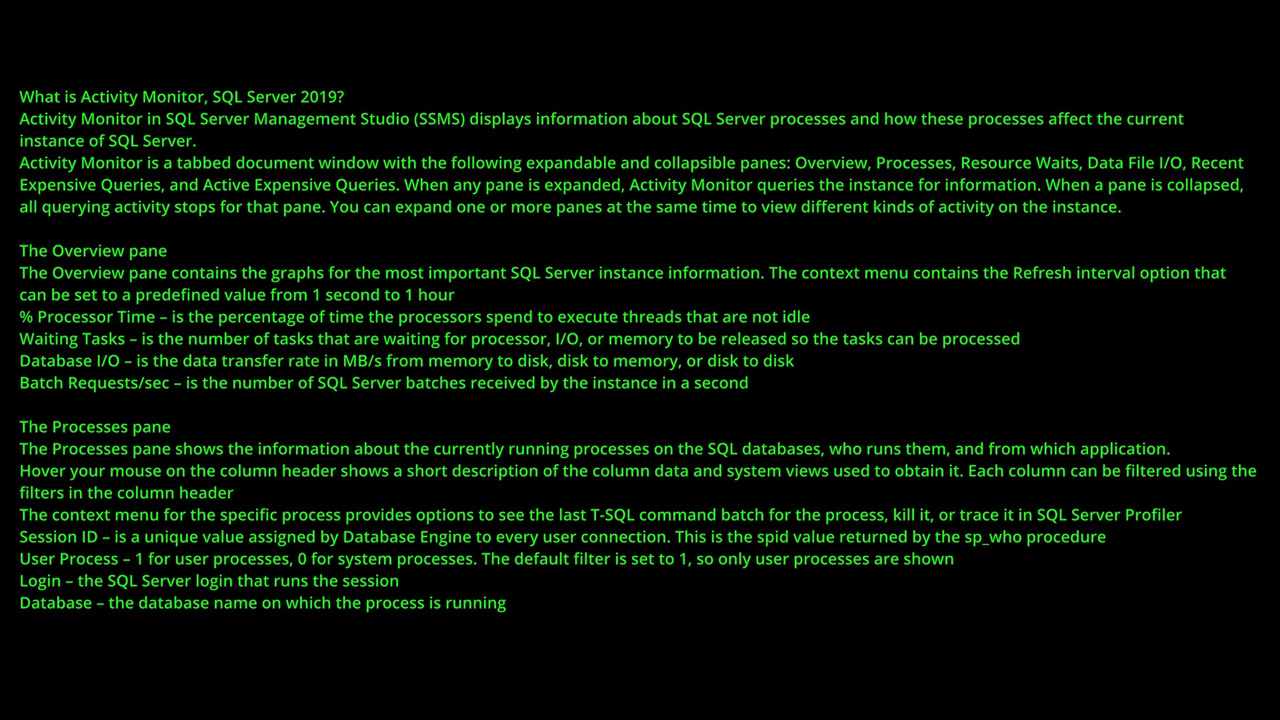 What is Activity Monitor, SQL Server 2019?
Activity Monitor in SQL Server Management Studio (SSMS) displays information about SQL Server processes and how these processes affect the current
instance of SQL Server.
Activity Monitor is a tabbed document window with the following expandable and collapsible panes: Overview, Processes, Resource Waits, Data File I/O, Recent
Expensive Queries, and Active Expensive Queries. When any pane is expanded, Activity Monitor queries the instance for information. When a pane is collapsed,
all querying activity stops for that pane. You can expand one or more panes at the same time to view different kinds of activity on the instance.
The Overview pane
The Overview pane contains the graphs for the most important SQL Server instance information. The context menu contains the Refresh interval option that
can be set to a predefined value from 1 second to 1 hour
% Processor Time – is the percentage of time the processors spend to execute threads that are not idle
Waiting Tasks – is the number of tasks that are waiting for processor, I/O, or memory to be released so the tasks can be processed
Database I/O – is the data transfer rate in MB/s from memory to disk, disk to memory, or disk to disk
Batch Requests/sec – is the number of SQL Server batches received by the instance in a second
The Processes pane
The Processes pane shows the information about the currently running processes on the SQL databases, who runs them, and from which application.
Hover your mouse on the column header shows a short description of the column data and system views used to obtain it. Each column can be filtered using the
filters in the column header
The context menu for the specific process provides options to see the last T-SQL command batch for the process, kill it, or trace it in SQL Server Profiler
Session ID – is a unique value assigned by Database Engine to every user connection. This is the spid value returned by the sp_who procedure
User Process – 1 for user processes, 0 for system processes. The default filter is set to 1, so only user processes are shown
Login – the SQL Server login that runs the session
Database – the database name on which the process is running